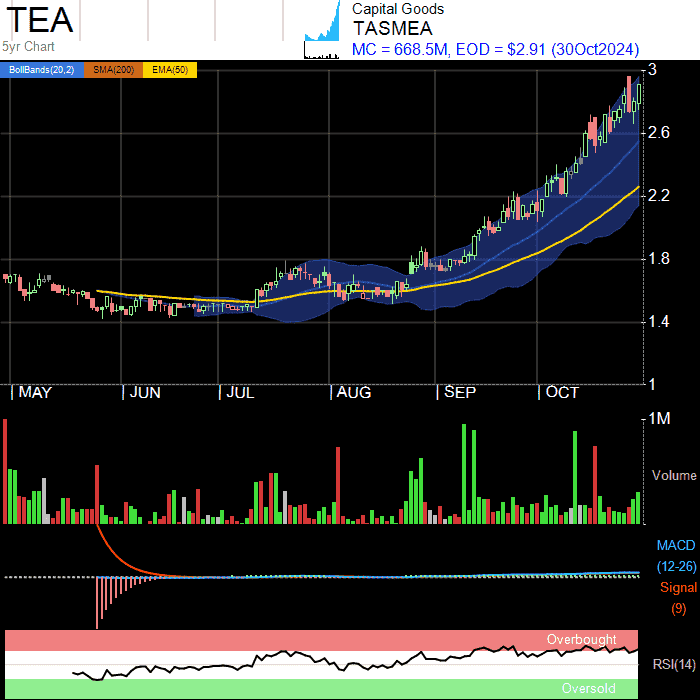 TEA
5yr Chart
Capital Goods
TASMEA
MC = 668.5M, EOD = $2.91 (30Oct2024)
BollBands(20,2) SMA(200) EMA(50)
3
2.6
2.2
1.8
1.4
1
MAY JUN JUL AUG SEP OCT
1M
Volume
MACD
(12-26)
Signal
(9)
Overbought
RSI(14)
Oversold